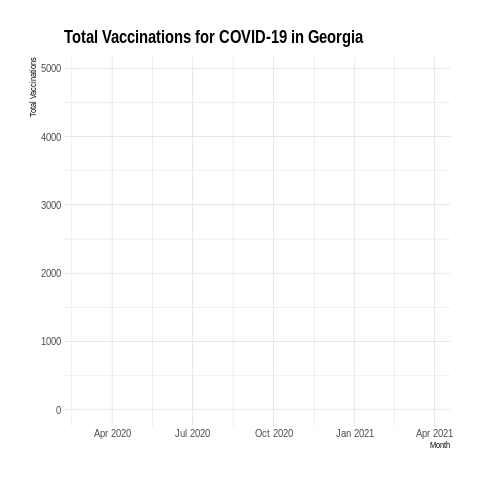 Total Vaccinations for COVID-19 in Georgia
Total Vaccinations
5000
4000
3000
2000
1000
0
Apr 2020 Jul 2020 Oct 2020 Jan 2021 Apr 2021
Month